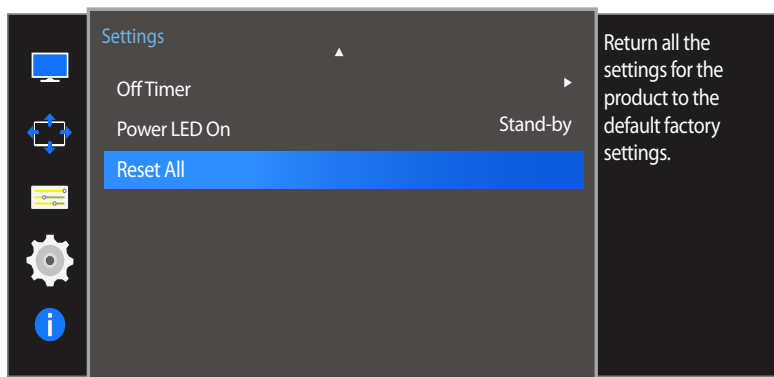 Settings
Off Timer
Power LED On Stand-by
Reset All
Return all the
settings for the
product to the
default factory
settings.
i